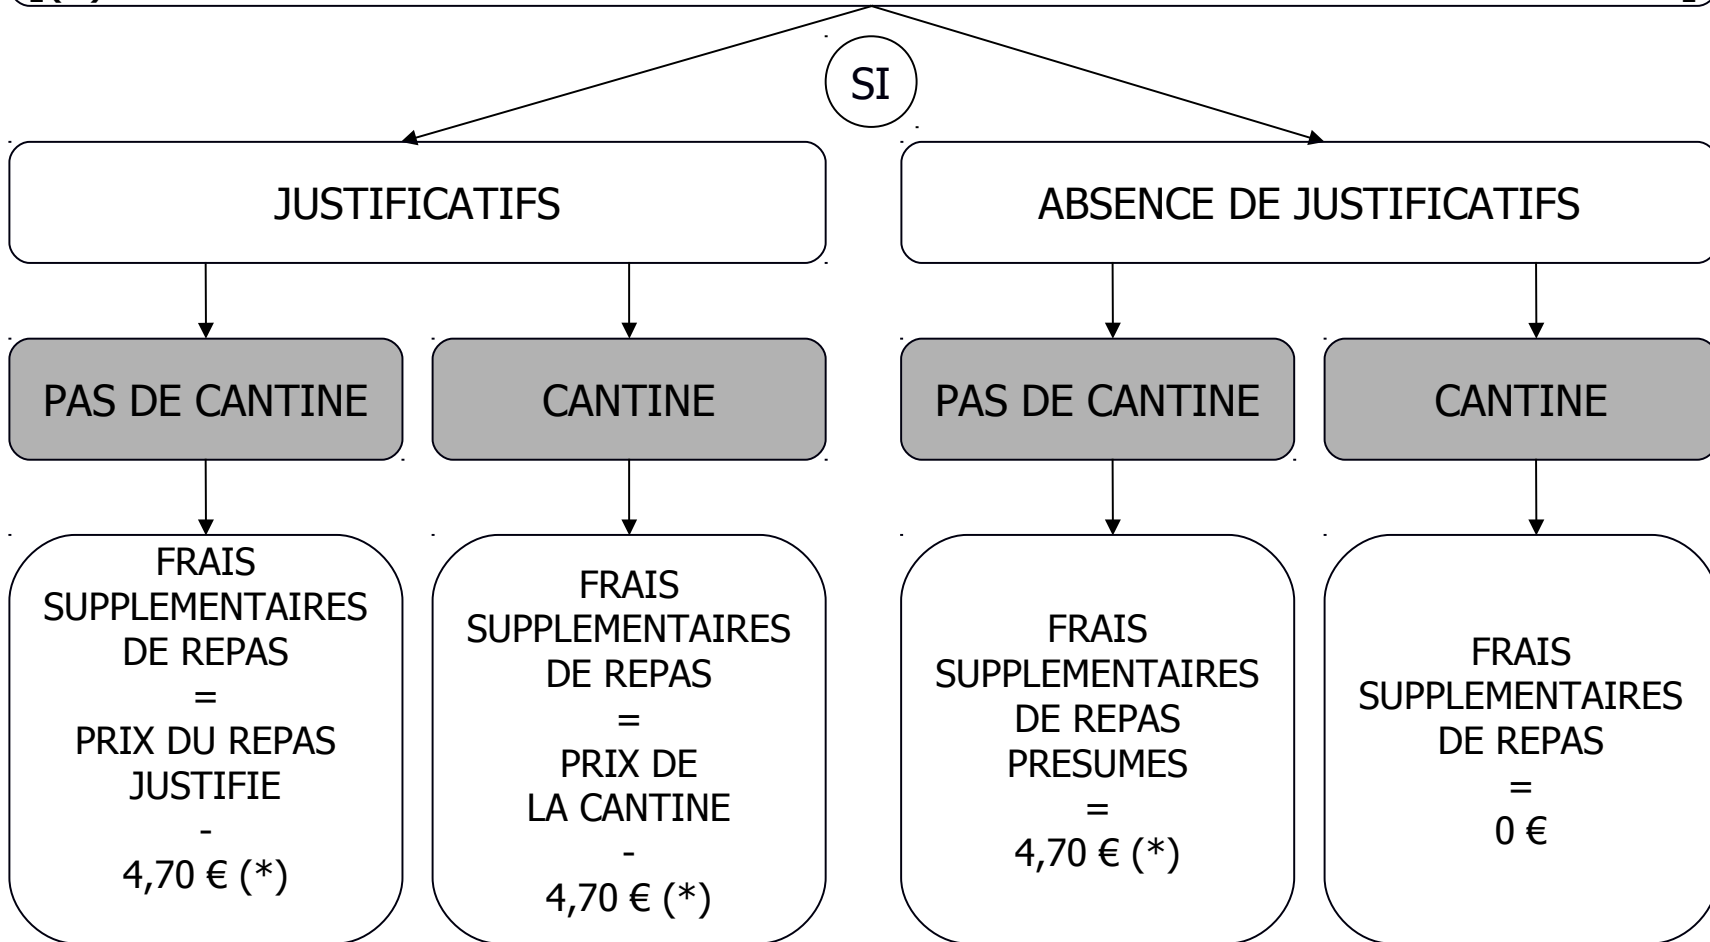 SI
JUSTIFICATIFS
ABSENCE DE JUSTIFICATIFS
PAS DE CANTINE
CANTINE
PAS DE CANTINE
CANTINE
FRAIS
SUPPLEMENTAIRES
DE REPAS
=
PRIX DU REPAS
JUSTIFIE
-
4,70 € (*)
FRAIS
SUPPLEMENTAIRES
DE REPAS
=
PRIX DE
LA CANTINE
-
4,70 € (*)
FRAIS
SUPPLEMENTAIRES
DE REPAS
PRESUMES
=
4,70 € (*)
FRAIS
SUPPLEMENTAIRES
DE REPAS
=
0 €